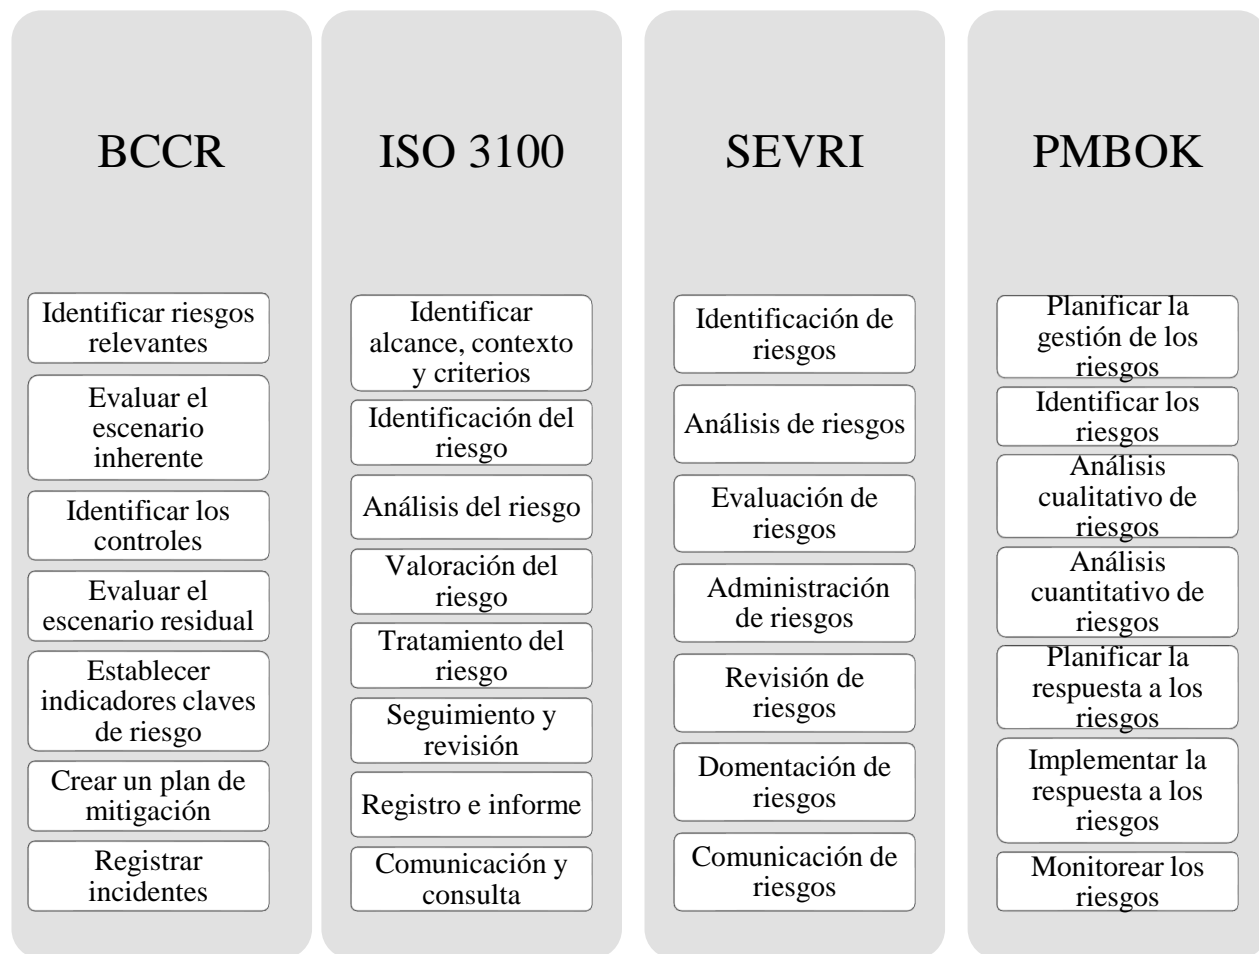 BCCR
Identificar riesgos
relevantes
Evaluar el
escenario
inherente
Identificar los
controles
Evaluar el
escenario residual
Establecer
indicadores claves
de riesgo
Crear un plan de
mitigación
Registrar
incidentes
ISO 3100
Identificar
alcance, contexto
y criterios
Identificación del
riesgo
Análisis del riesgo
Valoración del
riesgo
Tratamiento del
riesgo
Seguimiento y
revisión
Registro e informe
Comunicación y
consulta
SEVRI
Identificación de
riesgos
Análisis de riesgos
Evaluación de
riesgos
Administración
de riesgos
Revisión de
riesgos
Domentación de
riesgos
Comunicación de
riesgos
PMBOK
Planificar la
gestión de los
riesgos
Identificar los
riesgos
Análisis
cualitativo de
riesgos
Análisis
cuantitativo de
riesgos
Planificar la
respuesta a los
riesgos
Implementar la
respuesta a los
riesgos
Monitorear los
riesgos